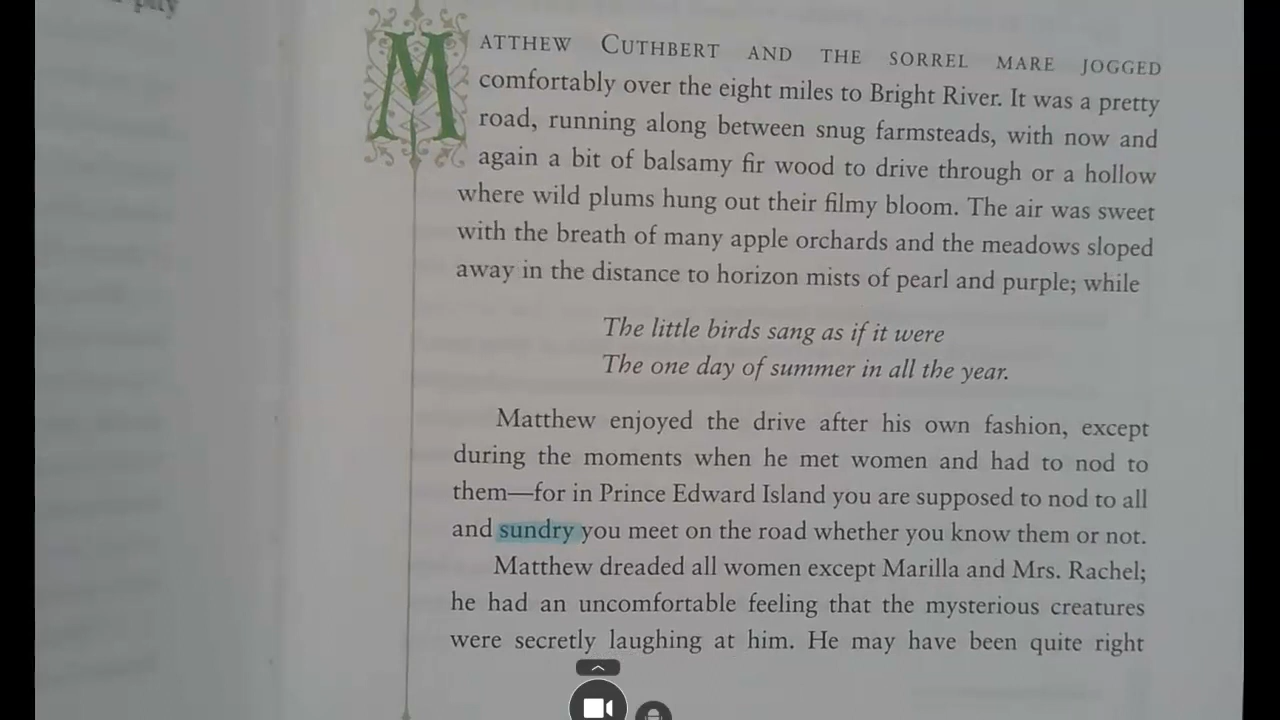 MATTHEW CUTHBERT AND THE SORREL MARE JOGGED
comfortably over the eight miles to Bright River. It was a pretty
road, running along between snug farmsteads, with now and
again a bit of balsamy fir wood to drive through or a hollow
where wild plums hung out their filmy bloom. The air was sweet
with the breath of many apple orchards and the meadows sloped
away in the distance to horizon mists of pearl and purple; while
The little birds sang as if it were
The one day of summer in all the year.
Matthew enjoyed the drive after his own fashion, except
during the moments when he met women and had to nod to
them—for in Prince Edward Island you are supposed to nod to all
and sundry you meet on the road whether you know them or not.
Matthew dreaded all women except Marilla and Mrs. Rachel;
he had an uncomfortable feeling that the mysterious creatures
were secretly laughing at him. He may have been quite right